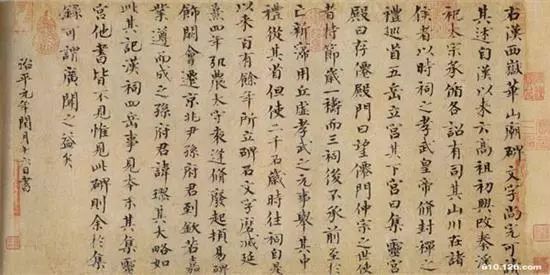 右漢西嶽華山廟碑文字尚完可讀
其述自漢以來云高祖初興改秦淫
祀太宗承循各詔有司其山川在諸
侯者以時祠之孝武皇帝脩封禪之
禮巡省五岳立宮其下宮曰集靈宮
殿曰存僊殿門曰望僊門仲宗之世使
者持節歲一禱而三祠後不承前至于
亡新寖用丘虛孝武之元事舉其中
禮從其省但使二千石歲時往祠自是
以來百有餘年所立碑石文字磨滅延
熹四年弘農太守袁逢脩廢起頓易碑
飾闕會遷京兆尹孫府君到欽若嘉
業遵而成之孫府君諱璆其大略如
此其記漢祠四岳事見本末其集靈
宮他書皆不見惟見此碑則余於集
錄可謂廣聞之益矣
治平元年閏月十六日書